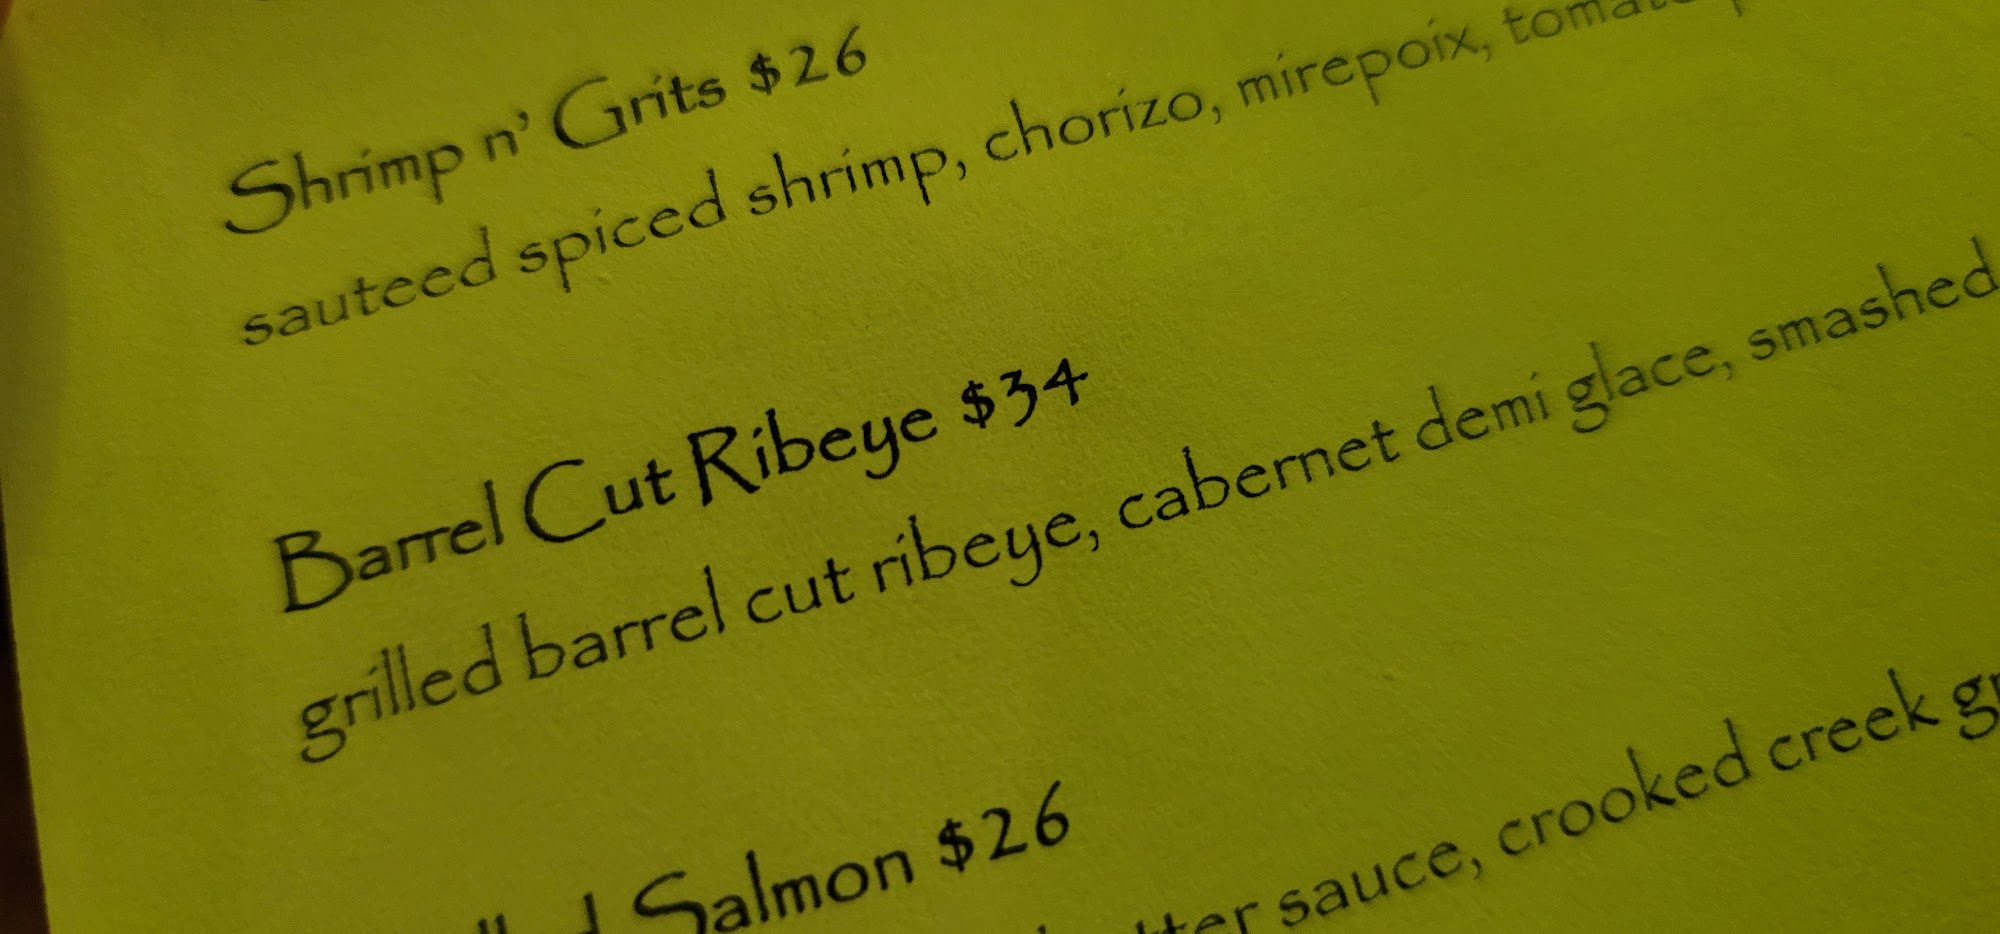 Shrimp n' Grits $26
sauteed spiced shrimp, chorizo, mirepoix,
Barrel Cut Ribeye $34
grilled barrel cut ribeye, cabernet demi glace, smashed
Salmon $26
sauce, crooked creek